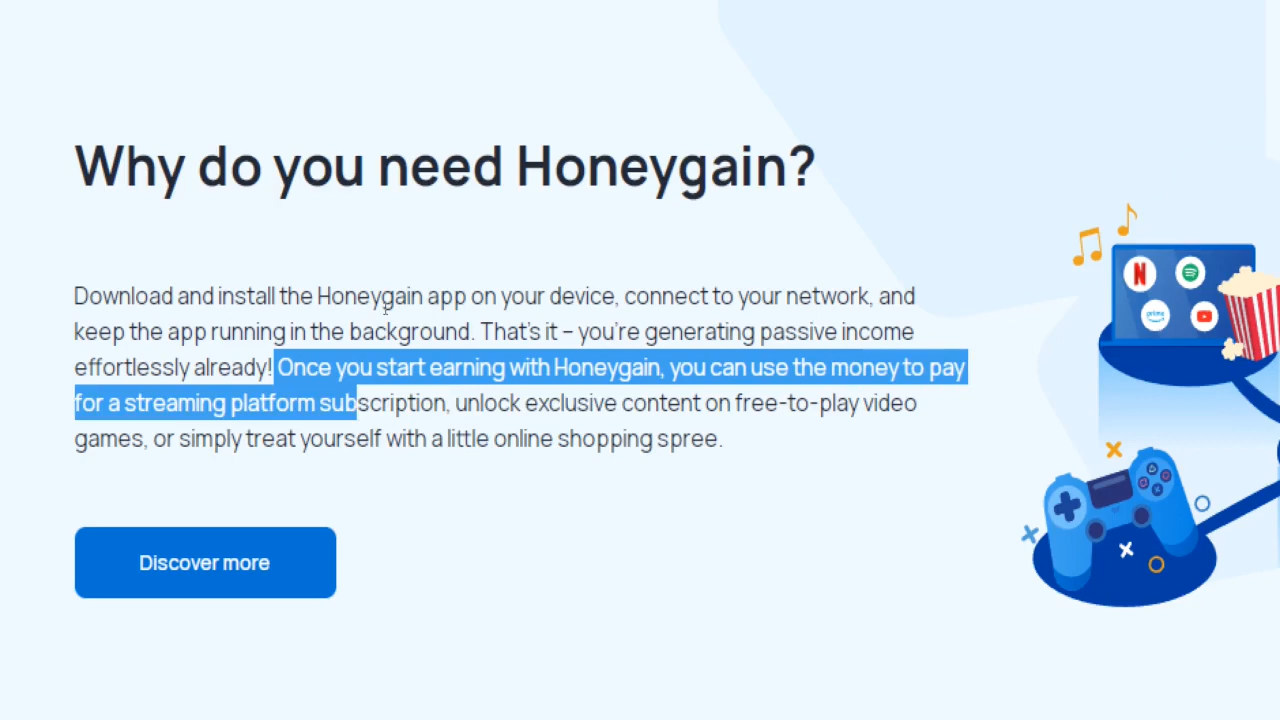 Why do you need Honeygain?
Download and install the Honeygain app on your device, connect to your network, and
keep the app running in the background. That's it – you're generating passive income
effortlessly already! Once you start earning with Honeygain, you can use the money to pay
for a streaming platform subscription, unlock exclusive content on free-to-play video
games, or simply treat yourself with a little online shopping spree.
Discover more
N
prime